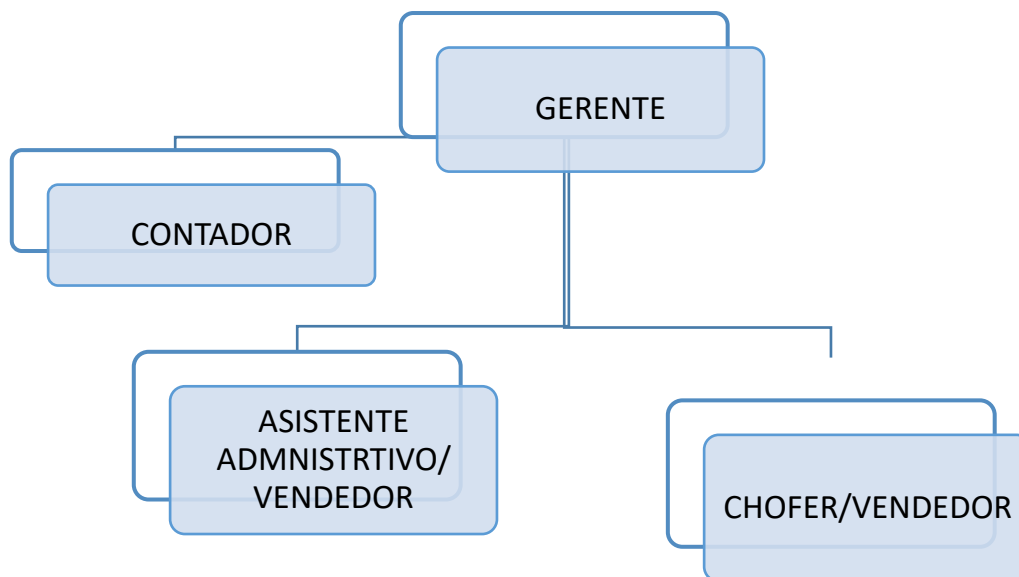 GERENTE
CONTADOR
ASISTENTE
ADMNISTRTIVO/
VENDEDOR
CHOFER/VENDEDOR